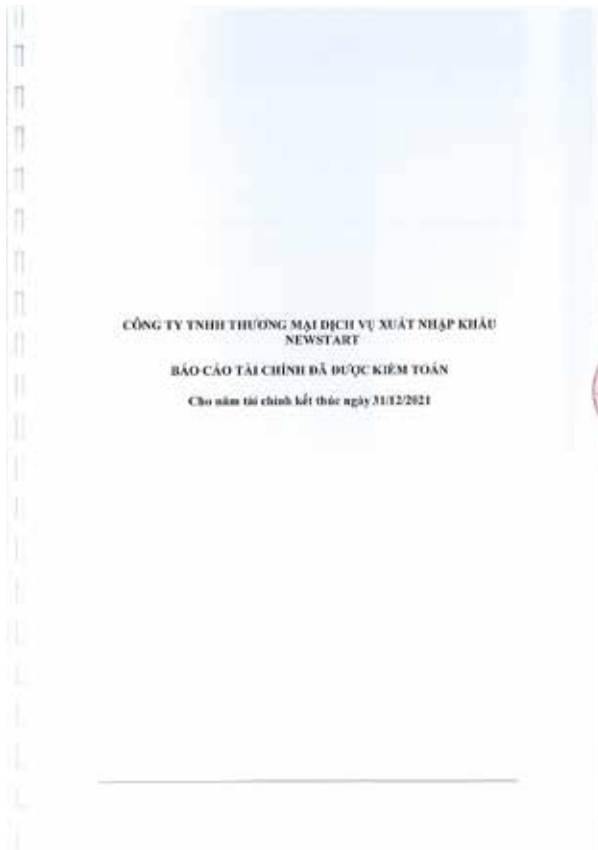 CÔNG TY TNHH THƯƠNG MẠI DỊCH VỤ XUẤT NHẬP KHẨU
NEWSTART
BÁO CÁO TÀI CHÍNH ĐÃ ĐƯỢC KIỂM TOÁN
Cho năm tài chính kết thúc ngày 31/12/2021